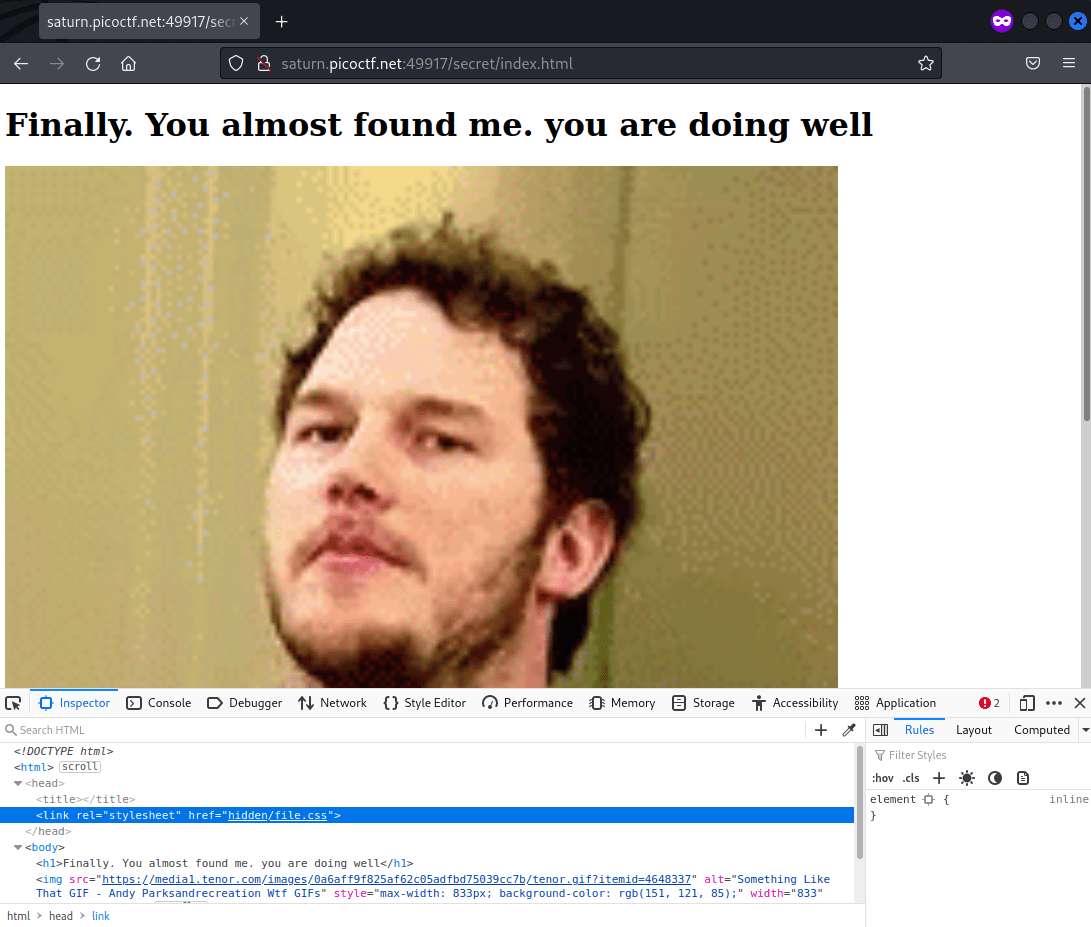 saturn.picoctf.net:49917/secr
saturn.picoctf.net:49917/secret/index.html
Finally. You almost found me. you are doing well
Inspector Console Debugger Network Style Editor Performance Memory Storage Accessibility Application 2
Search HTML
Rules Layout Computed
Filter Styles
:hov .cls
<!DOCTYPE html>
<html> scroll
<head>
<title></title>
<link rel="stylesheet" href="hidden/file.css">
</head>
<body>
<h1>Finally. You almost found me. you are doing well</h1>
<img src="https://media1.tenor.com/images/0a6aff9f825af62c05adfbd75039cc7b/tenor.gif?itemid=4648337" alt="Something Like
That GIF - Andy Parksandrecreation Wtf GIFs" style="max-width: 833px; background-color: rgb(151, 121, 85);" width="833"
element { inline
}
html > head > link